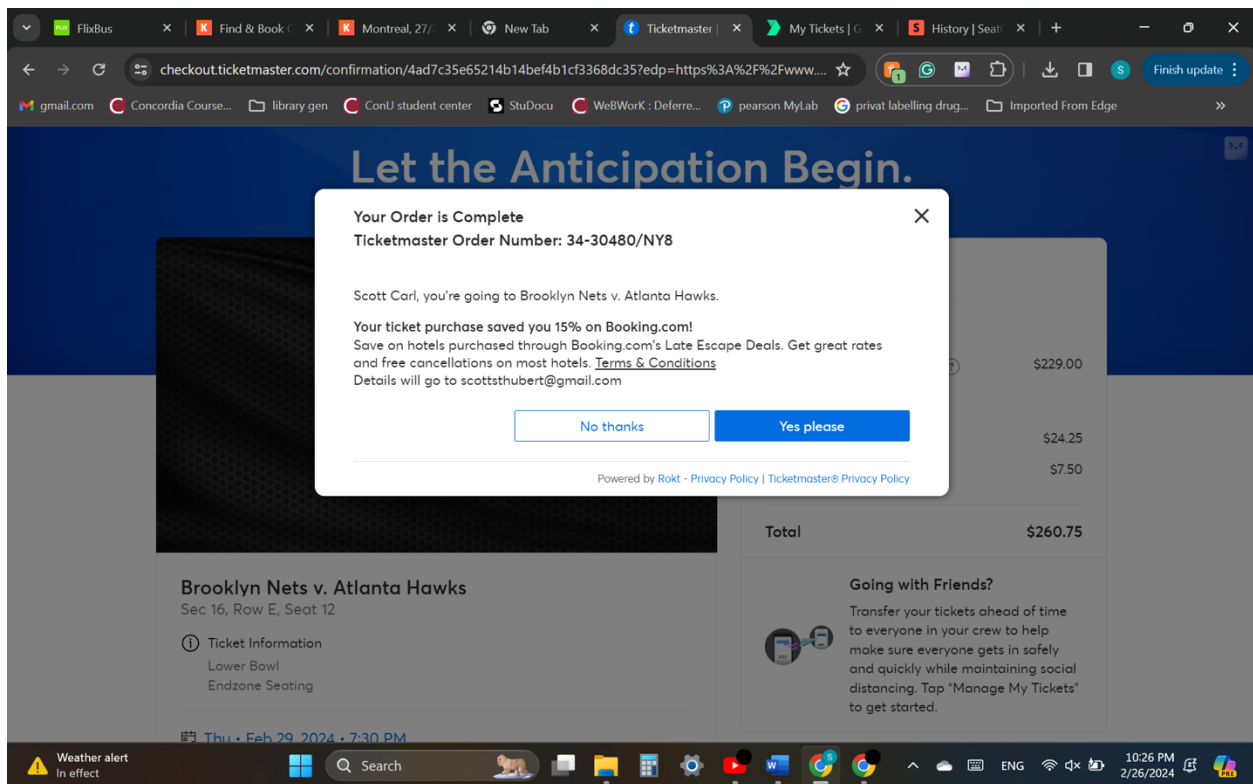 FlixBus
Find & Book
Montreal, 27/
New Tab
Ticketmaster |
My Tickets | G
History | Seat
checkout.ticketmaster.com/confirmation/4ad7c35e65214b14bef4b1cf3368dc35?edp=https%3A%2F%2Fwww....
1
S
Finish update
gmail.com
Concordia Course...
library gen
ConU student center
StuDocu
WeBWorK : Deferre...
pearson MyLab
privat labelling drug...
Imported From Edge
»
Let the Anticipation Begin.
Your Order is Complete
Ticketmaster Order Number: 34-30480/NY8
Scott Carl, you're going to Brooklyn Nets v. Atlanta Hawks.
Your ticket purchase saved you 15% on Booking.com!
Save on hotels purchased through Booking.com's Late Escape Deals. Get great rates
and free cancellations on most hotels. Terms & Conditions
Details will go to scottsthubert@gmail.com
No thanks
Yes please
Powered by Rokt - Privacy Policy | Ticketmaster® Privacy Policy
$229.00
$24.25
$7.50
Total
$260.75
Brooklyn Nets v. Atlanta Hawks
Sec 16, Row E, Seat 12
Ticket Information
Lower Bowl
Endzone Seating
Thu • Feb 29, 2024 • 7:30 PM
Going with Friends?
Transfer your tickets ahead of time
to everyone in your crew to help
make sure everyone gets in safely
and quickly while maintaining social
distancing. Tap "Manage My Tickets"
to get started.
Weather alert
In effect
Search
ENG
10:26 PM
2/26/2024